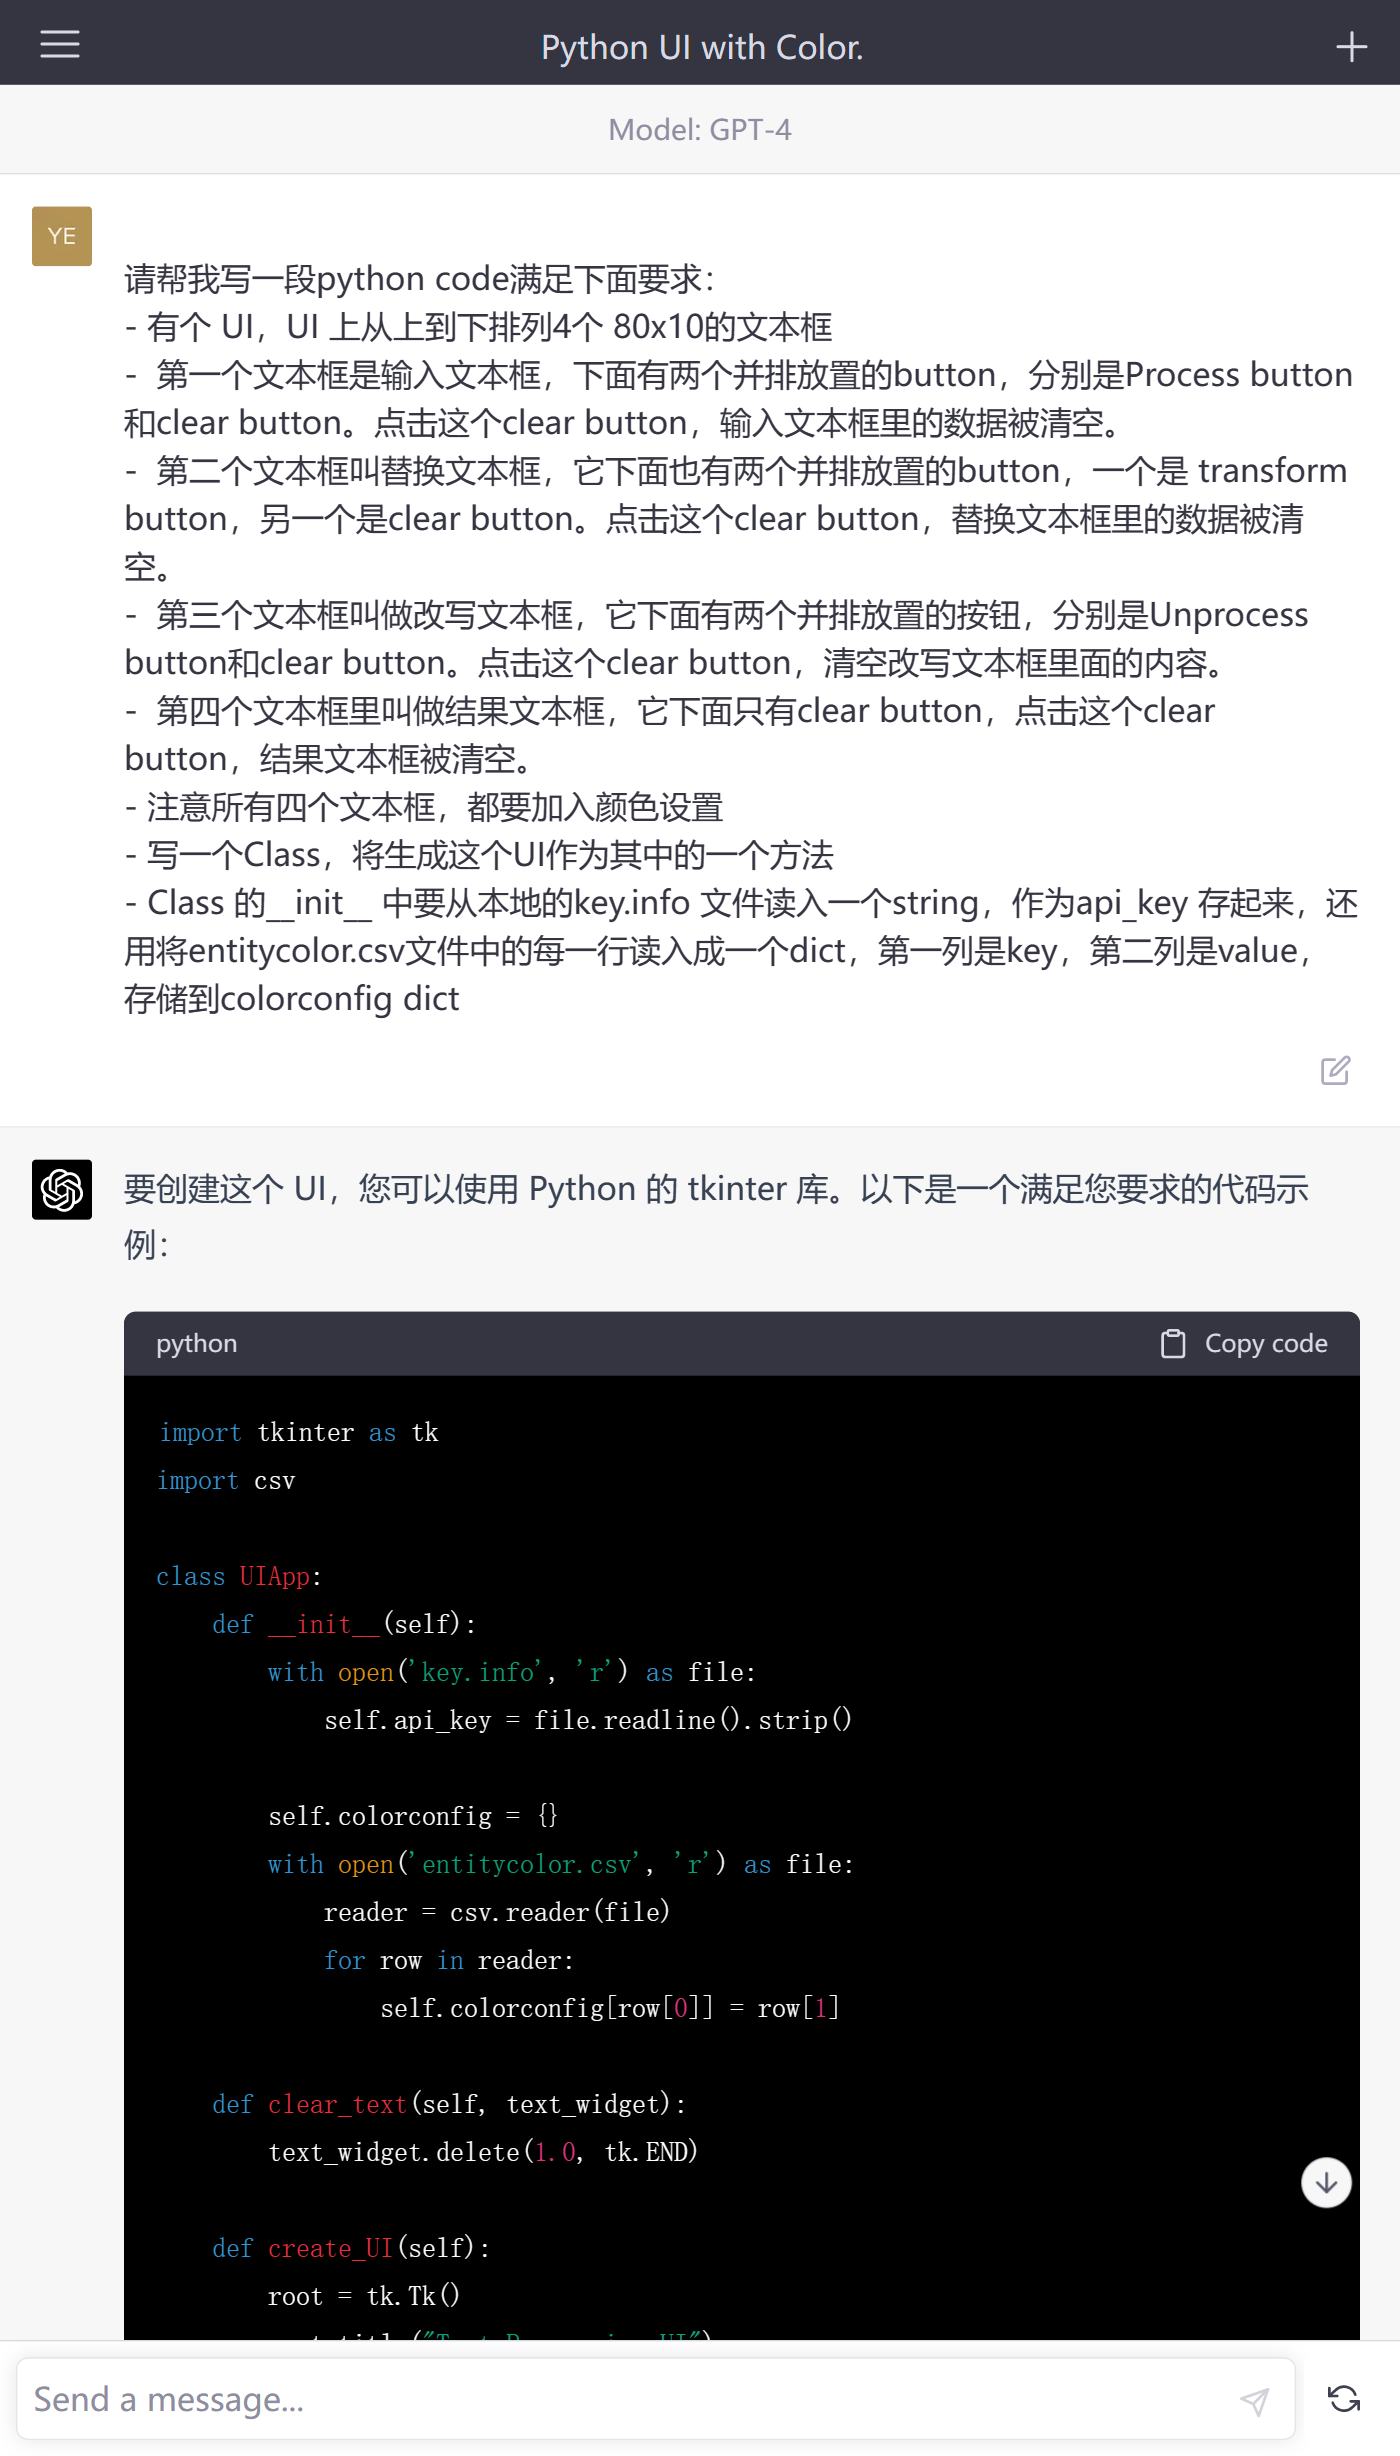 Python UI with Color.
Model: GPT-4
YE
请帮我写一段python code满足下面要求：
- 有个 UI，UI 上从上到下排列4个 80x10的文本框
-  第一个文本框是输入文本框，下面有两个并排放置的button，分别是Process button
和clear button。点击这个clear button，输入文本框里的数据被清空。
-  第二个文本框叫替换文本框，它下面也有两个并排放置的button，一个是 transform
button，另一个是clear button。点击这个clear button，替换文本框里的数据被清
空。
-  第三个文本框叫做改写文本框，它下面有两个并排放置的按钮，分别是Unprocess
button和clear button。点击这个clear button，清空改写文本框里面的内容。
-  第四个文本框里叫做结果文本框，它下面只有clear button，点击这个clear
button，结果文本框被清空。
- 注意所有四个文本框，都要加入颜色设置
- 写一个Class，将生成这个UI作为其中的一个方法
- Class 的__init__ 中要从本地的key.info 文件读入一个string，作为api_key 存起来，还
用将entitycolor.csv文件中的每一行读入成一个dict，第一列是key，第二列是value，
存储到colorconfig dict
要创建这个 UI，您可以使用 Python 的 tkinter 库。以下是一个满足您要求的代码示
例：
python
Copy code
import tkinter as tk
import csv
class UIApp:
    def __init__(self):
        with open('key.info', 'r') as file:
            self.api_key = file.readline().strip()
        self.colorconfig = {}
        with open('entitycolor.csv', 'r') as file:
            reader = csv.reader(file)
            for row in reader:
                self.colorconfig[row[0]] = row[1]
    def clear_text(self, text_widget):
        text_widget.delete(1.0, tk.END)
    def create_UI(self):
        root = tk.Tk()
Send a message...